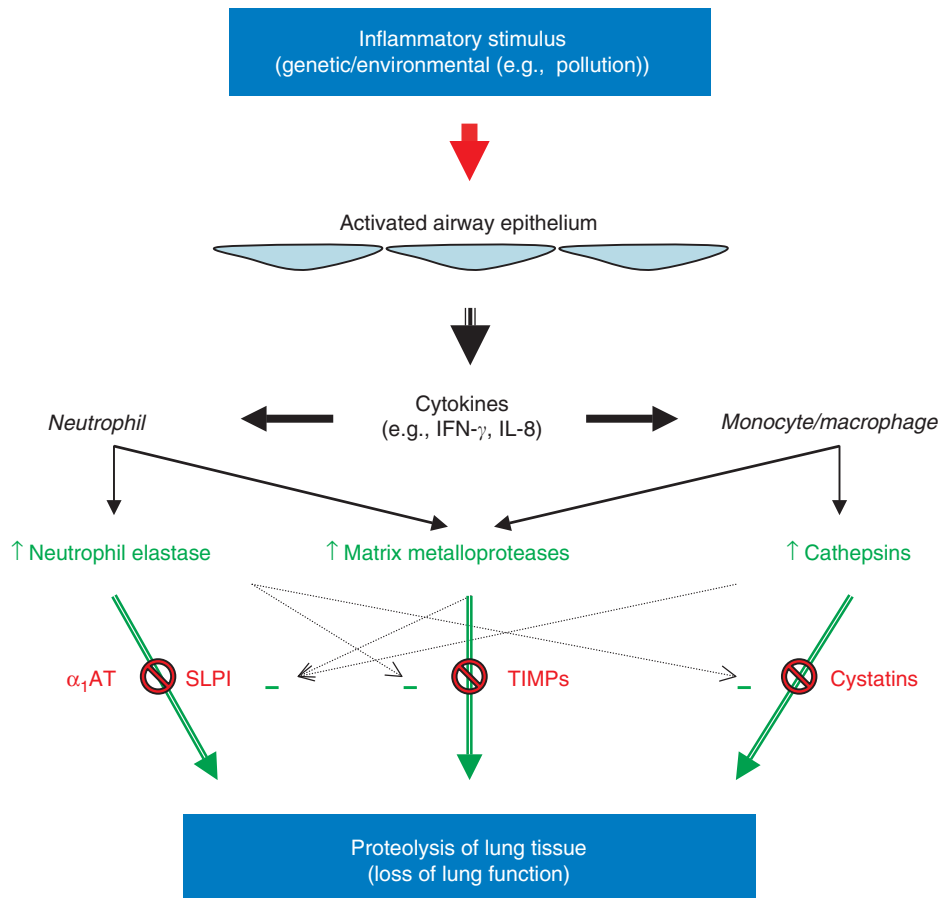 Inflammatory stimulus
(genetic/environmental (e.g., pollution))
Activated airway epithelium
Neutrophil
Cytokines
(e.g., IFN-γ, IL-8)
Monocyte/macrophage
↑ Neutrophil elastase
↑ Matrix metalloproteases
↑ Cathepsins
α₁AT
SLPI
–
–
TIMPs
–
Cystatins
Proteolysis of lung tissue
(loss of lung function)